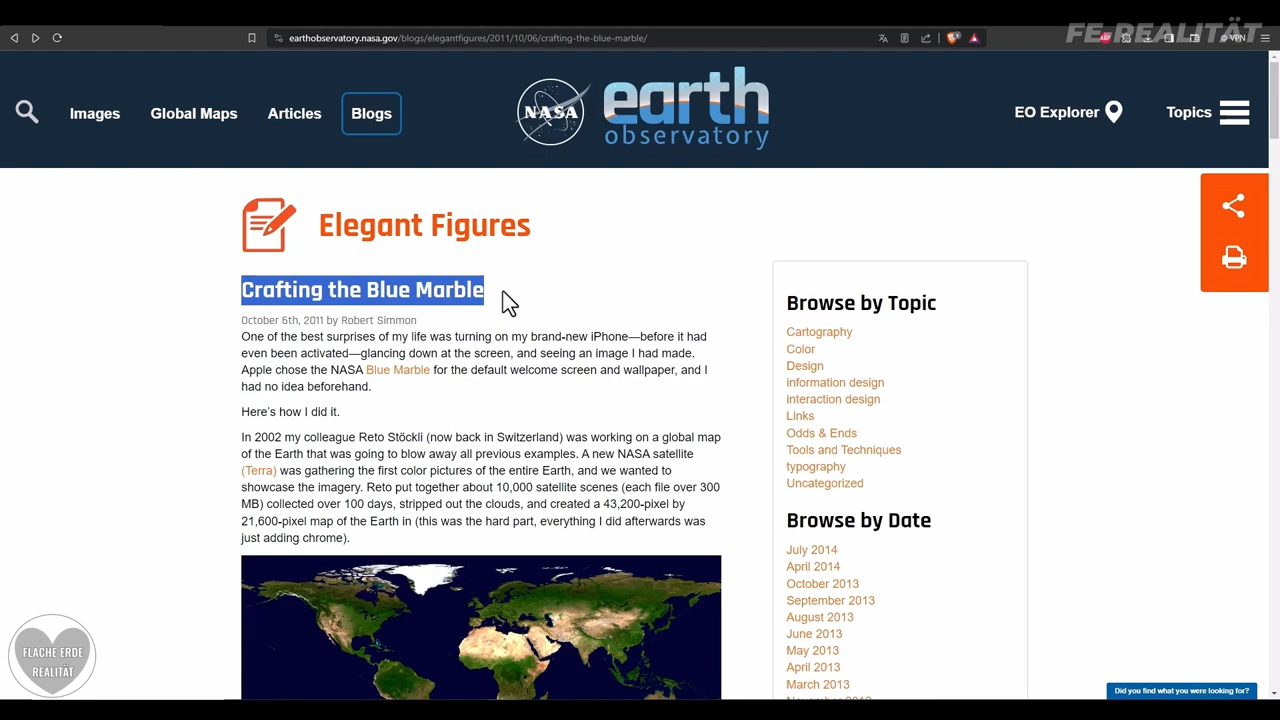 earthobservatory.nasa.gov/blogs/elegantfigures/2011/10/06/crafting-the-blue-marble/
VPN
FE-REALITÄT
Images
Global Maps
Articles
Blogs
NASA
earth
observatory
EO Explorer
Topics
Elegant Figures
Crafting the Blue Marble
October 6th, 2011 by Robert Simmon
One of the best surprises of my life was turning on my brand-new iPhone—before it had
even been activated—glancing down at the screen, and seeing an image I had made.
Apple chose the NASA Blue Marble for the default welcome screen and wallpaper, and I
had no idea beforehand.
Here's how I did it.
In 2002 my colleague Reto Stöckli (now back in Switzerland) was working on a global map
of the Earth that was going to blow away all previous examples. A new NASA satellite
(Terra) was gathering the first color pictures of the entire Earth, and we wanted to
showcase the imagery. Reto put together about 10,000 satellite scenes (each file over 300
MB) collected over 100 days, stripped out the clouds, and created a 43,200-pixel by
21,600-pixel map of the Earth in (this was the hard part, everything I did afterwards was
just adding chrome).
Browse by Topic
Cartography
Color
Design
information design
interaction design
Links
Odds & Ends
Tools and Techniques
typography
Uncategorized
Browse by Date
July 2014
April 2014
October 2013
September 2013
August 2013
June 2013
May 2013
April 2013
March 2013
FLACHE ERDE
REALITÄT
Did you find what you were looking for?